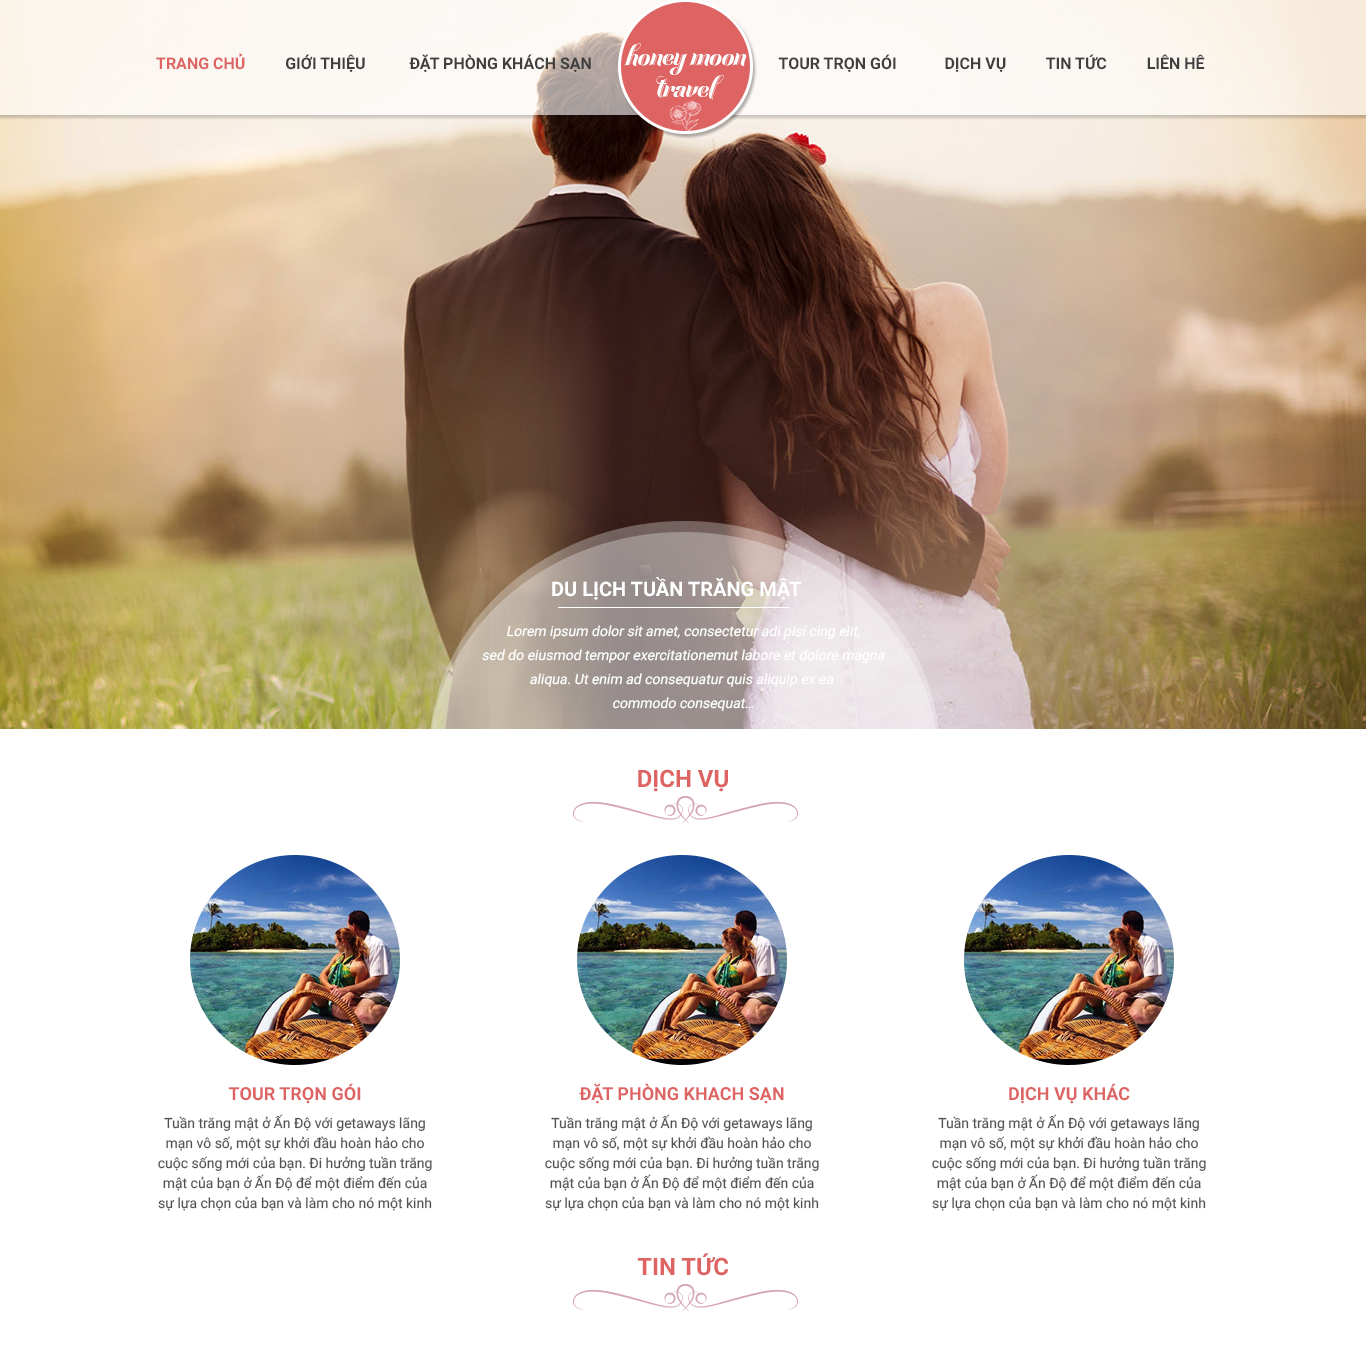 TRANG CHỦ
GIỚI THIỆU
ĐẶT PHÒNG KHÁCH SẠN
honey moon
travel
TOUR TRỌN GÓI
DỊCH VỤ
TIN TỨC
LIÊN HÊ
DU LỊCH TUẦN TRĂNG MẬT
Lorem ipsum dolor sit amet, consectetur adi pisi cing elit,
sed do eiusmod tempor exercitationemut labore et dolore magna
aliqua. Ut enim ad consequatur quis aliquip ex ea
commodo consequat...
DỊCH VỤ
TOUR TRỌN GÓI
Tuần trăng mật ở Ấn Độ với getaways lãng
mạn vô số, một sự khởi đầu hoàn hảo cho
cuộc sống mới của bạn. Đi hưởng tuần trăng
mật của bạn ở Ấn Độ để một điểm đến của
sự lựa chọn của bạn và làm cho nó một kinh
ĐẶT PHÒNG KHACH SẠN
Tuần trăng mật ở Ấn Độ với getaways lãng
mạn vô số, một sự khởi đầu hoàn hảo cho
cuộc sống mới của bạn. Đi hưởng tuần trăng
mật của bạn ở Ấn Độ để một điểm đến của
sự lựa chọn của bạn và làm cho nó một kinh
DỊCH VỤ KHÁC
Tuần trăng mật ở Ấn Độ với getaways lãng
mạn vô số, một sự khởi đầu hoàn hảo cho
cuộc sống mới của bạn. Đi hưởng tuần trăng
mật của bạn ở Ấn Độ để một điểm đến của
sự lựa chọn của bạn và làm cho nó một kinh
TIN TỨC